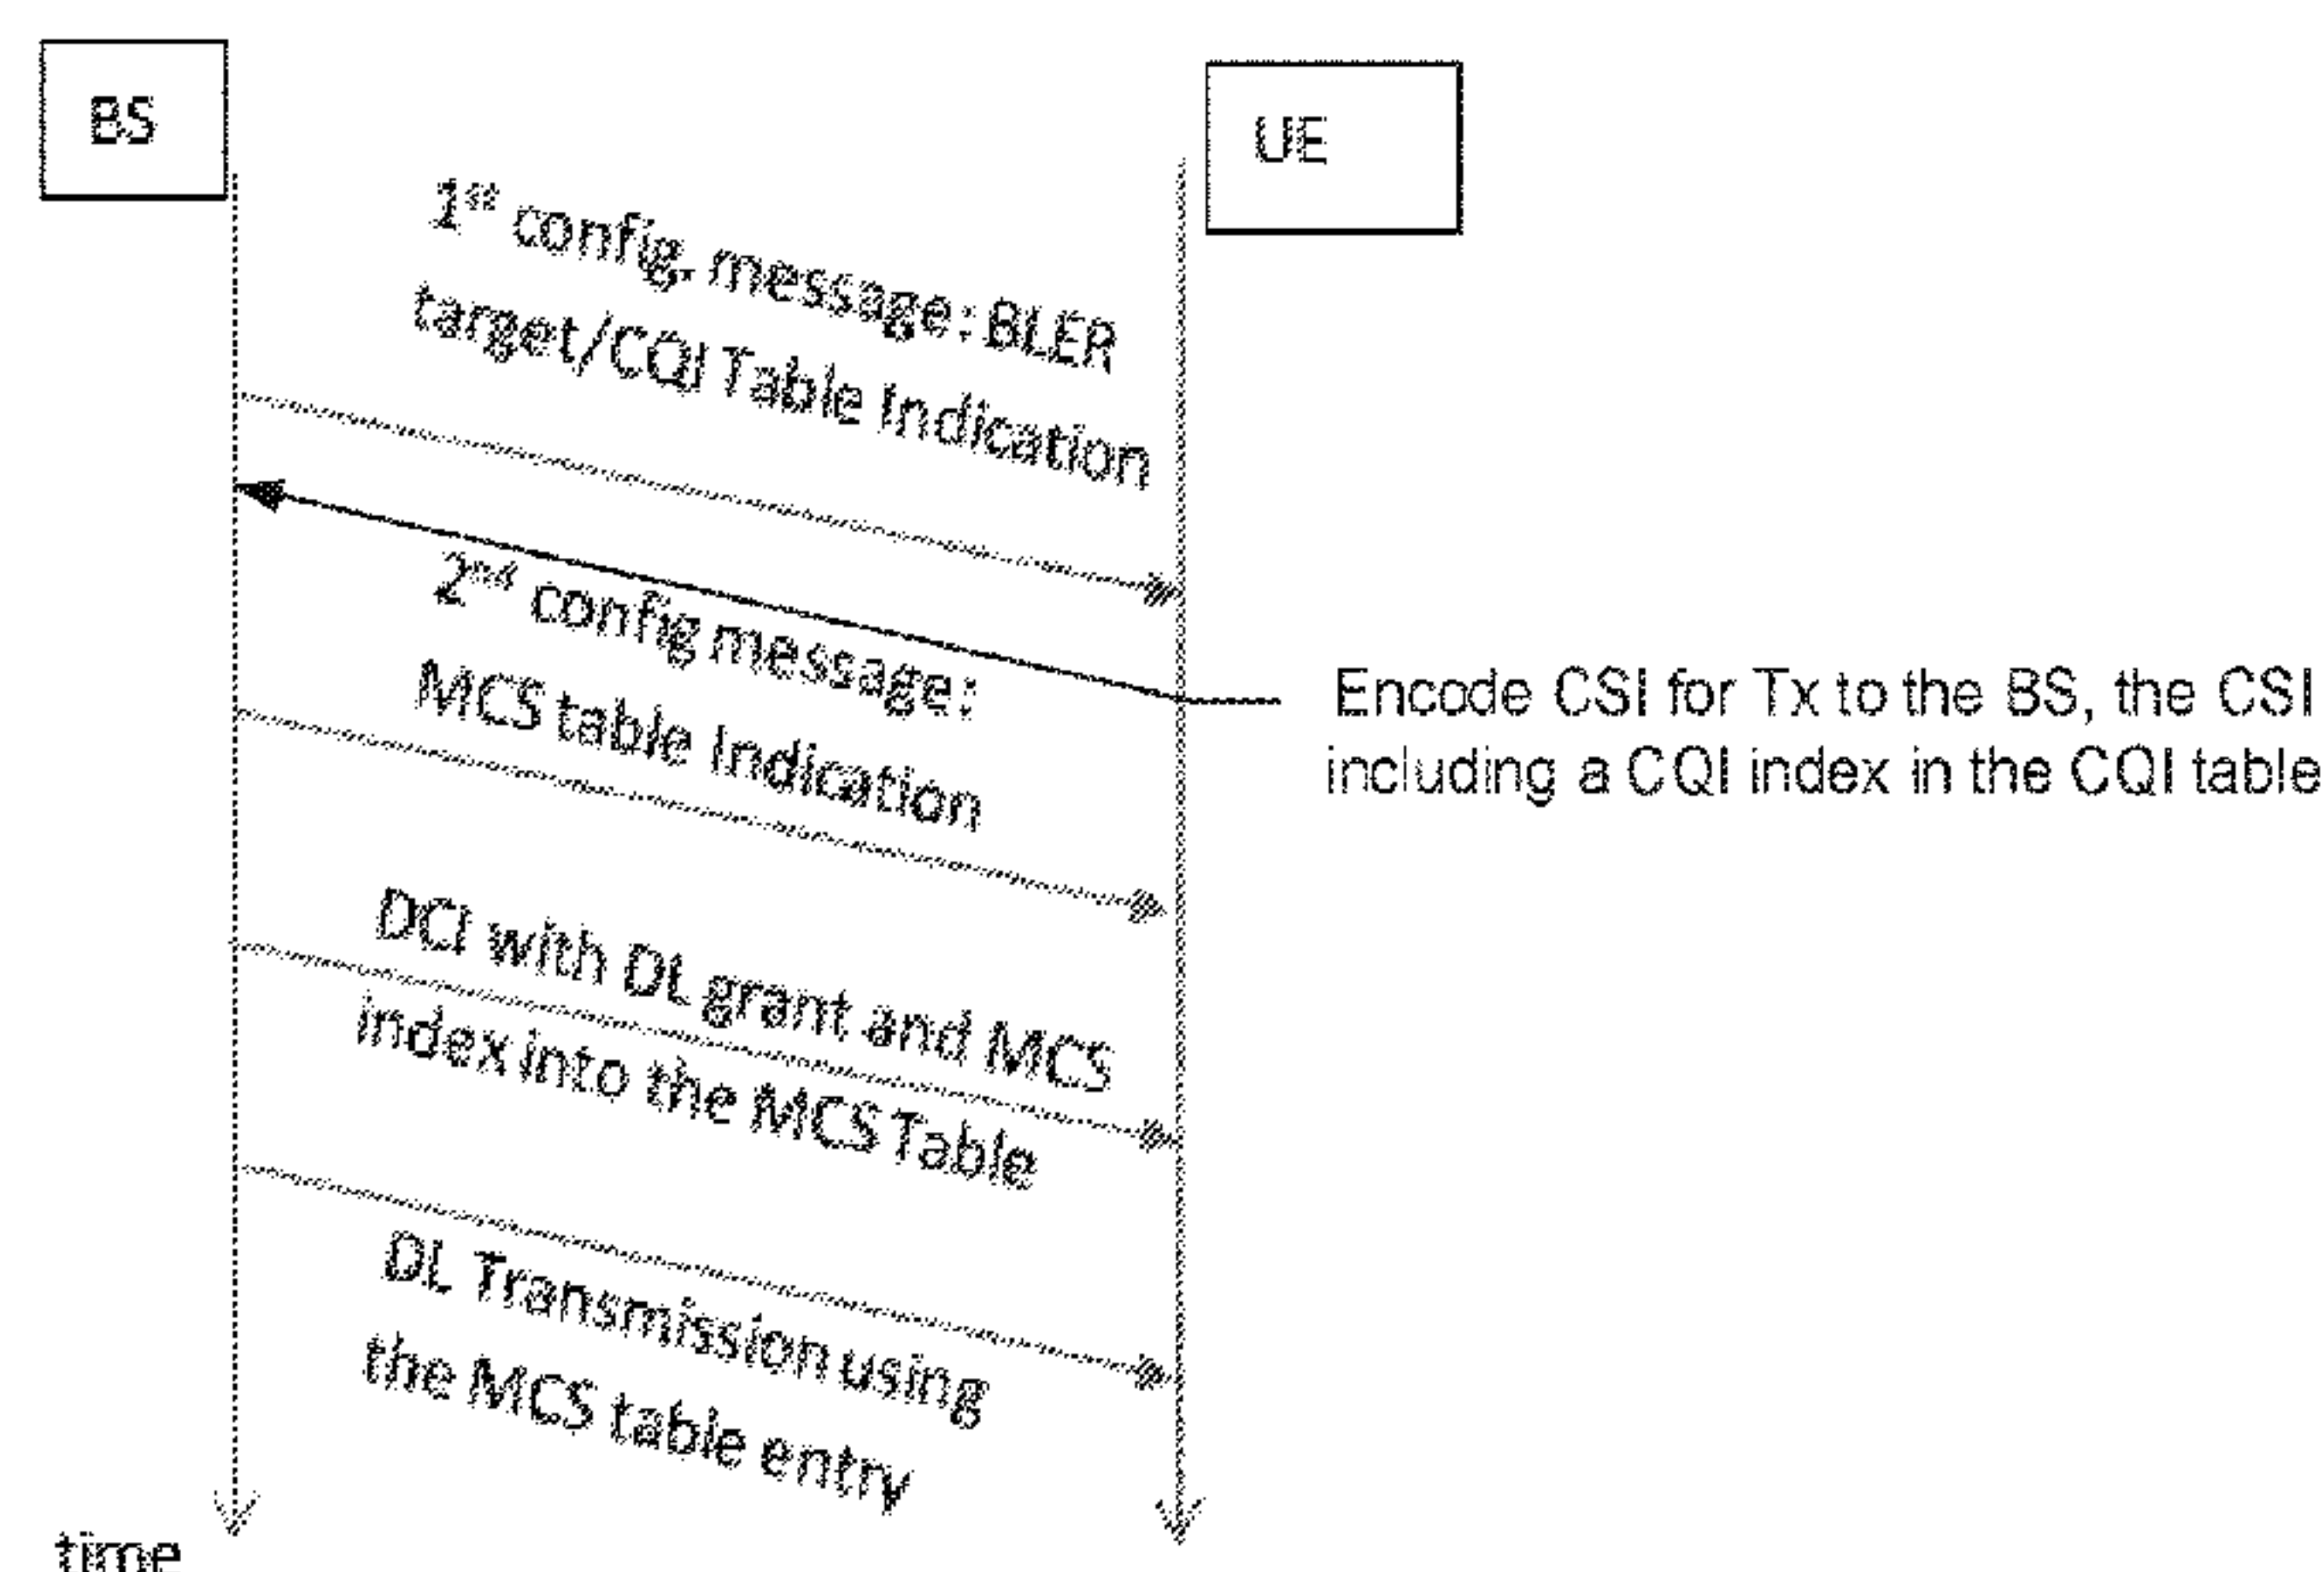 BS
UE
1st config. message: BLER
target/CQI Table Indication
2nd config message:
MCS table Indication
Encode CSI for Tx to the BS, the CSI
including a CQI index in the CQI table
DCI with DL grant and MCS
index into the MCS Table
DL Transmission using
the MCS table entry
time